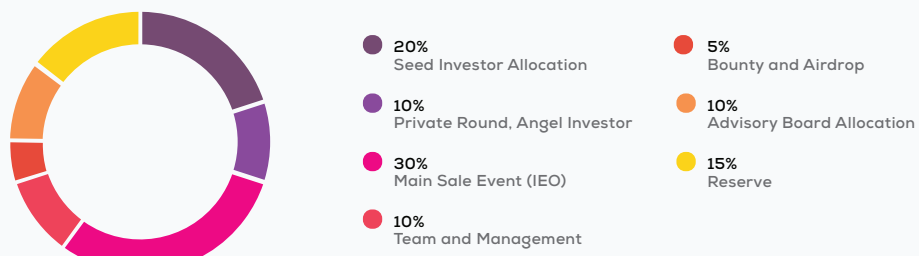 20%
Seed Investor Allocation
10%
Private Round, Angel Investor
30%
Main Sale Event (IEO)
10%
Team and Management
5%
Bounty and Airdrop
10%
Advisory Board Allocation
15%
Reserve